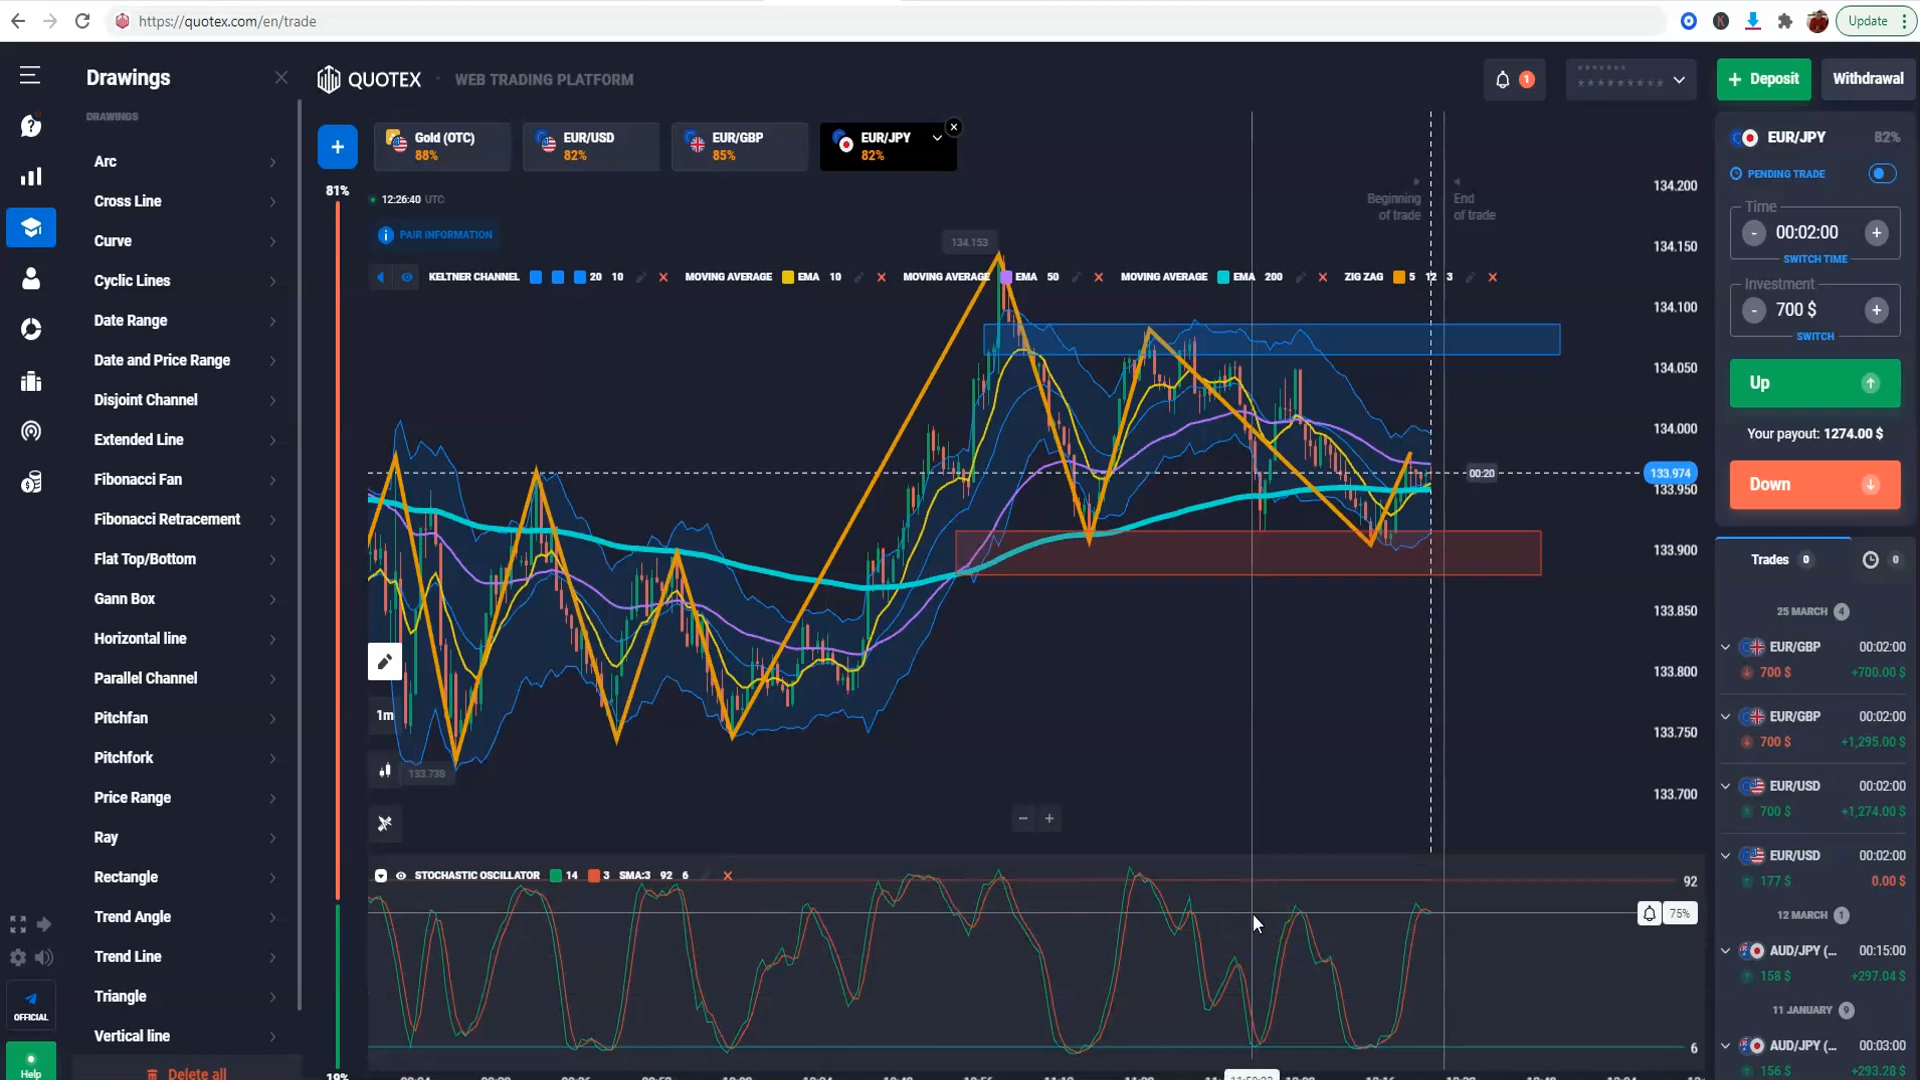 https://quotex.com/en/trade
Update
Drawings
QUOTEX
WEB TRADING PLATFORM
1
Deposit
Withdrawal
DRAWINGS
Arc
Cross Line
Curve
Cyclic Lines
Date Range
Date and Price Range
Disjoint Channel
Extended Line
Fibonacci Fan
Fibonacci Retracement
Flat Top/Bottom
Gann Box
Horizontal line
Parallel Channel
Pitchfan
Pitchfork
Price Range
Ray
Rectangle
Trend Angle
Trend Line
Triangle
Vertical line
Delete all
OFFICIAL
Help
Gold (OTC)
88%
EUR/USD
82%
EUR/GBP
85%
EUR/JPY
82%
81%
19%
12:26:40 UTC
PAIR INFORMATION
Beginning
of trade
End
of trade
KELTNER CHANNEL 20 10
MOVING AVERAGE EMA 10
MOVING AVERAGE EMA 50
MOVING AVERAGE EMA 200
ZIG ZAG 5 12 3
134.153
133.738
1m
00:20
134.200
134.150
134.100
134.050
134.000
133.974
133.950
133.900
133.850
133.800
133.750
133.700
STOCHASTIC OSCILLATOR 14 3 SMA:3 92 6
92
75%
6
EUR/JPY
82%
PENDING TRADE
Time
- 00:02:00 +
SWITCH TIME
Investment
- 700 $ +
SWITCH
Up
Your payout: 1274.00 $
Down
Trades 0
0
25 MARCH 4
EUR/GBP 00:02:00
700 $ +700.00 $
EUR/GBP 00:02:00
700 $ +1,295.00 $
EUR/USD 00:02:00
700 $ +1,274.00 $
EUR/USD 00:02:00
177 $ 0.00 $
12 MARCH 1
AUD/JPY (... 00:15:00
158 $ +297.04 $
11 JANUARY 9
AUD/JPY (... 00:03:00
156 $ +293.28 $